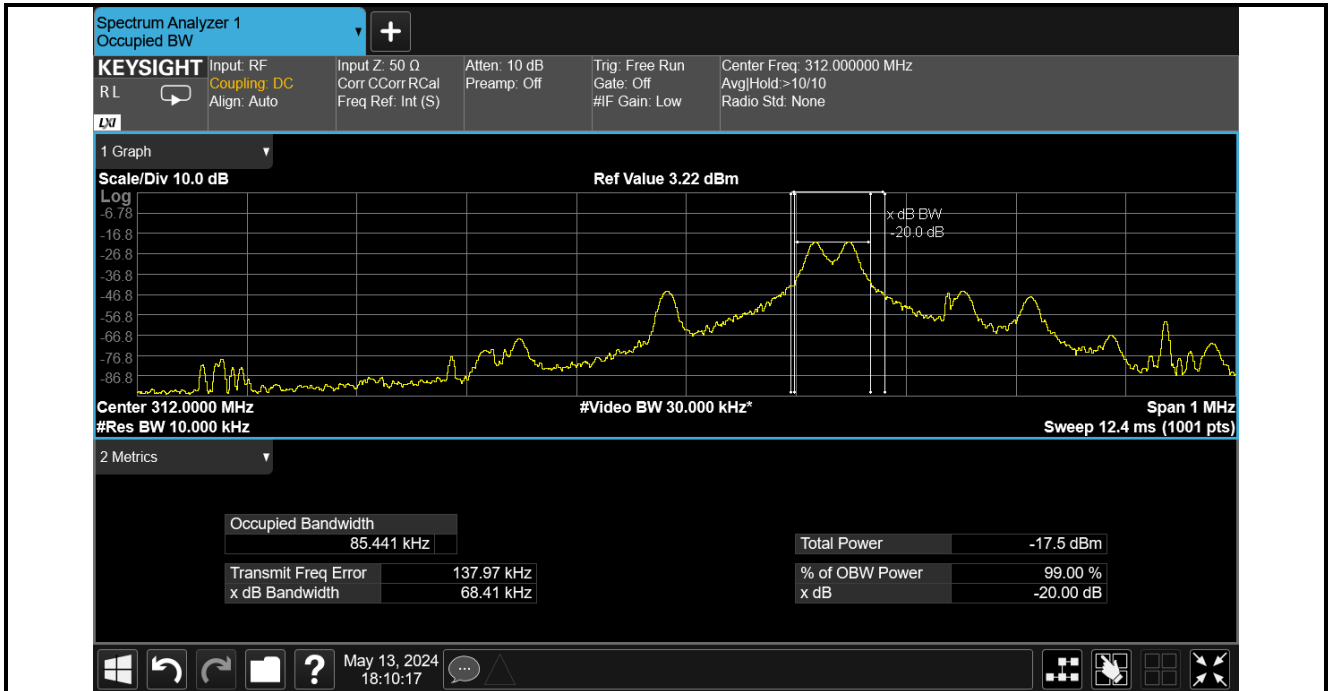 Spectrum Analyzer 1
Occupied BW
+
KEYSIGHT
R L
LXI
Input: RF
Coupling: DC
Align: Auto
Input Z: 50 Ω
Corr CCorr RCal
Freq Ref: Int (S)
Atten: 10 dB
Preamp: Off
Trig: Free Run
Gate: Off
#IF Gain: Low
Center Freq: 312.000000 MHz
Avg|Hold:>10/10
Radio Std: None
1 Graph
Scale/Div 10.0 dB
Ref Value 3.22 dBm
Log
-6.78
-16.8
-26.8
-36.8
-46.8
-56.8
-66.8
-76.8
-86.8
x dB BW
-20.0 dB
Center 312.0000 MHz
#Video BW 30.000 kHz*
Span 1 MHz
#Res BW 10.000 kHz
Sweep 12.4 ms (1001 pts)
2 Metrics
Occupied Bandwidth
85.441 kHz
Transmit Freq Error 137.97 kHz
x dB Bandwidth 68.41 kHz
Total Power -17.5 dBm
% of OBW Power 99.00 %
x dB -20.00 dB
?
May 13, 2024
18:10:17